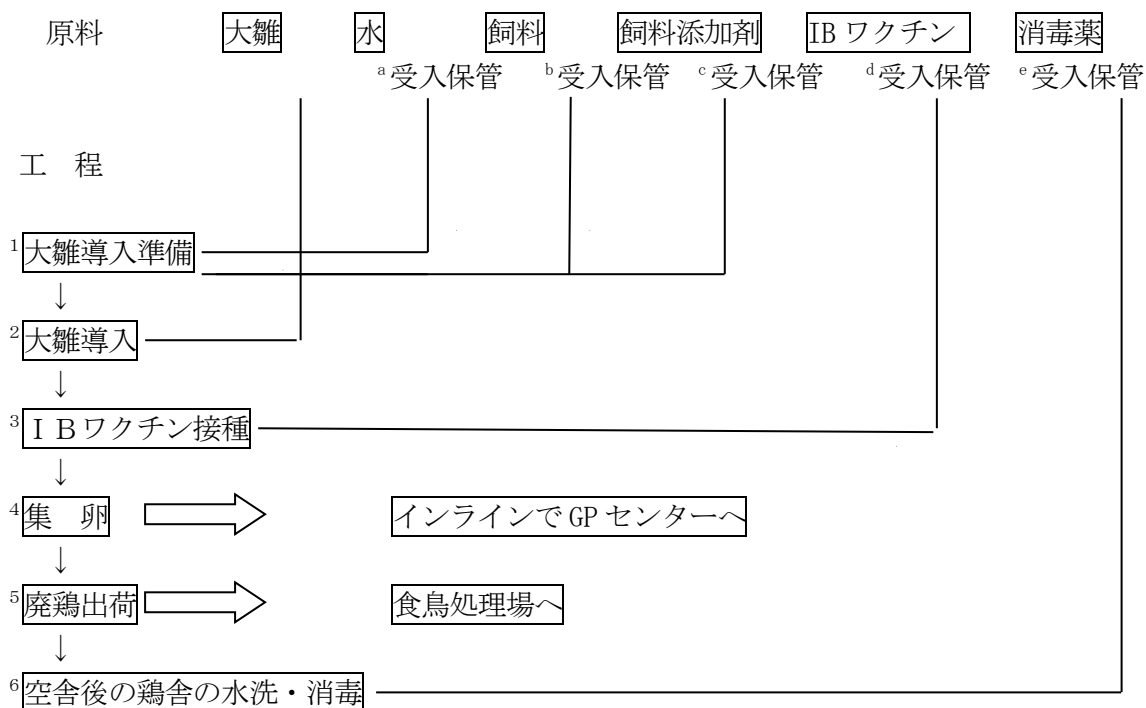 原料 大雛 水 飼料 飼料添加剤 IBワクチン 消毒薬
a受入保管 b受入保管 c受入保管 d受入保管 e受入保管
工 程
1大雛導入準備
↓
2大雛導入
↓
3ＩＢワクチン接種
↓
4集 卵 インラインでGPセンターへ
↓
5廃鶏出荷 食鳥処理場へ
↓
6空舎後の鶏舎の水洗・消毒